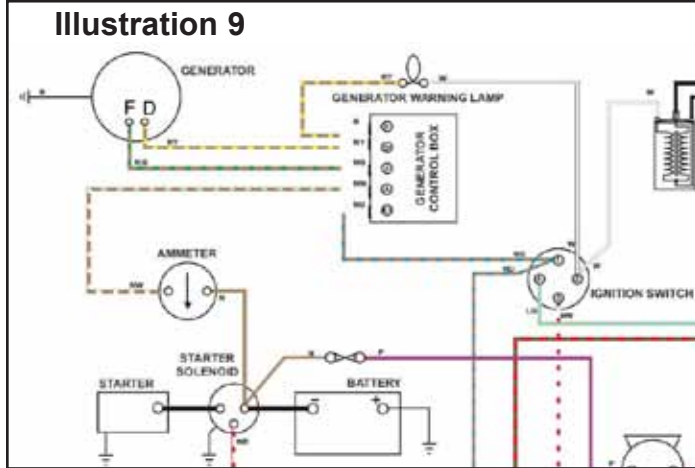 Illustration 9
GENERATOR
F D
GENERATOR WARNING LAMP
W
W
GENERATOR
CONTROL BOX
AMMETER
N
W
W
IGNITION SWITCH
STARTER
SOLENOID
N
P
STARTER
BATTERY
- +
P